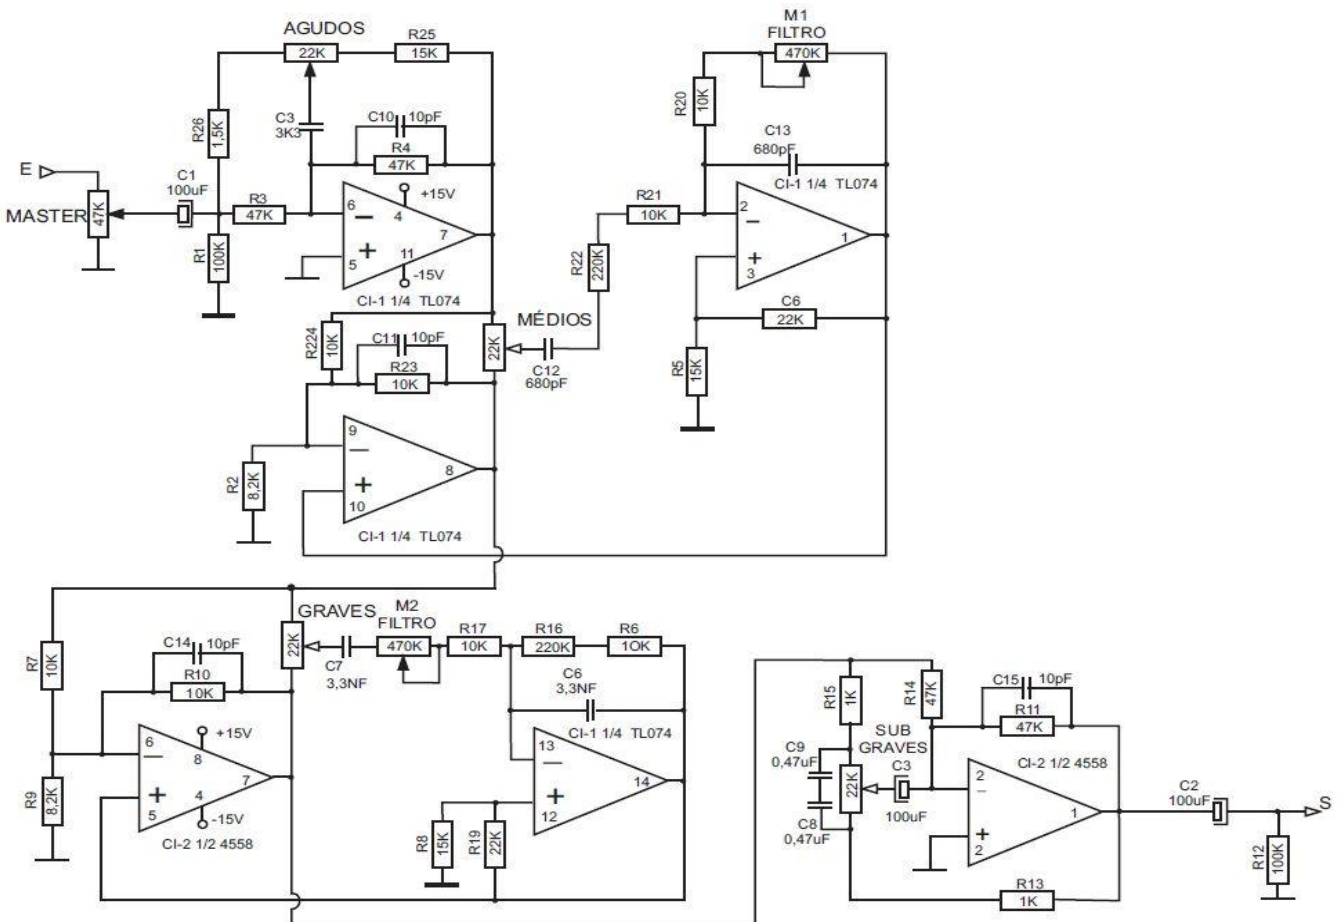 AGUDOS
22K
R25
15K
R26
1,5K
C3
3K3
C10
10pF
R4
47K
E
MASTER
47K
C1
100uF
R3
47K
R1
100K
6
5
4
+15V
7
11
-15V
CI-1 1/4 TL074
M1
FILTRO
470K
R20
10K
C13
680pF
CI-1 1/4 TL074
R21
10K
R22
220K
2
3
1
C6
22K
R5
15K
R224
10K
C11
10pF
R23
10K
22K
MÉDIOS
C12
680pF
R2
8,2K
9
10
8
CI-1 1/4 TL074
R7
10K
C14
10pF
R10
10K
GRAVES
22K
C7
3,3NF
M2
FILTRO
470K
R17
10K
R16
220K
R6
1OK
C6
3,3NF
CI-1 1/4 TL074
R9
8,2K
6
5
+15V
8
4
-15V
7
CI-2 1/2 4558
13
12
14
R8
15K
R19
22K
R15
1K
R14
47K
C15
10pF
R11
47K
SUB
GRAVES
C9
0,47uF
22K
C3
100uF
C8
0,47uF
CI-2 1/2 4558
2
2
1
R13
1K
C2
100uF
R12
100K
S